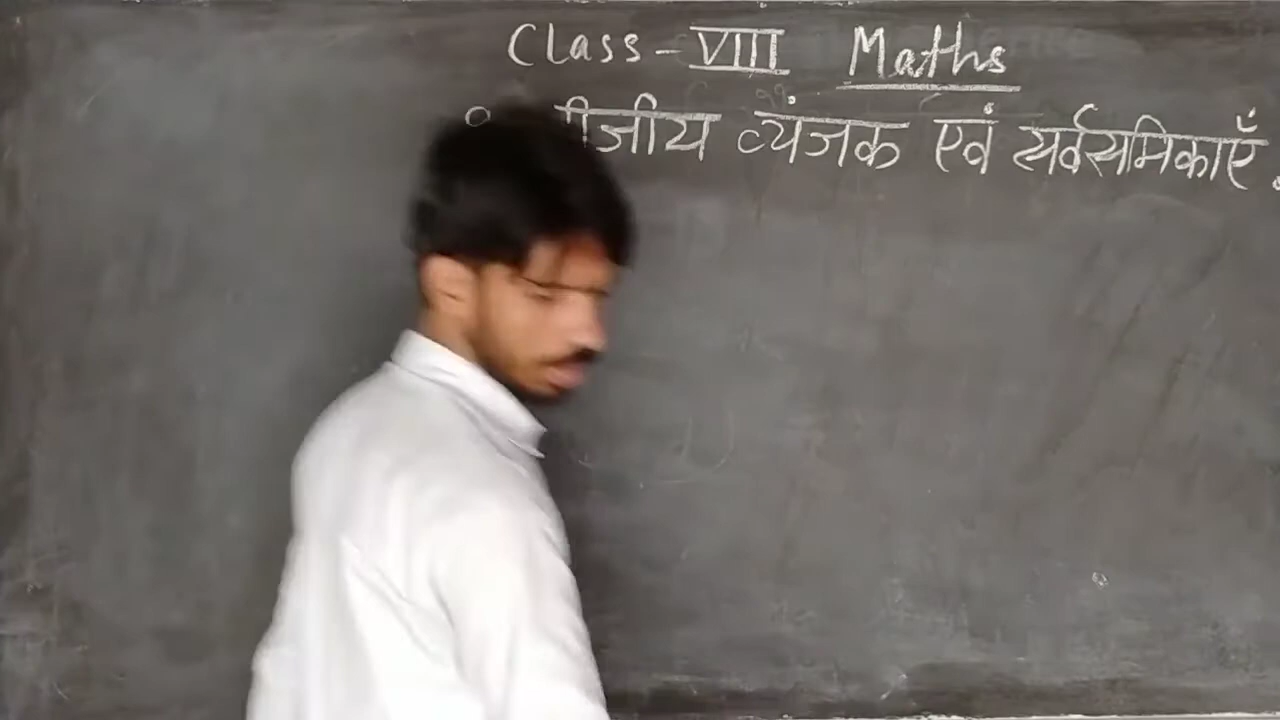 Class - VIII Maths
बीजीय व्यंजक एवं सर्वसमिकाएँ.